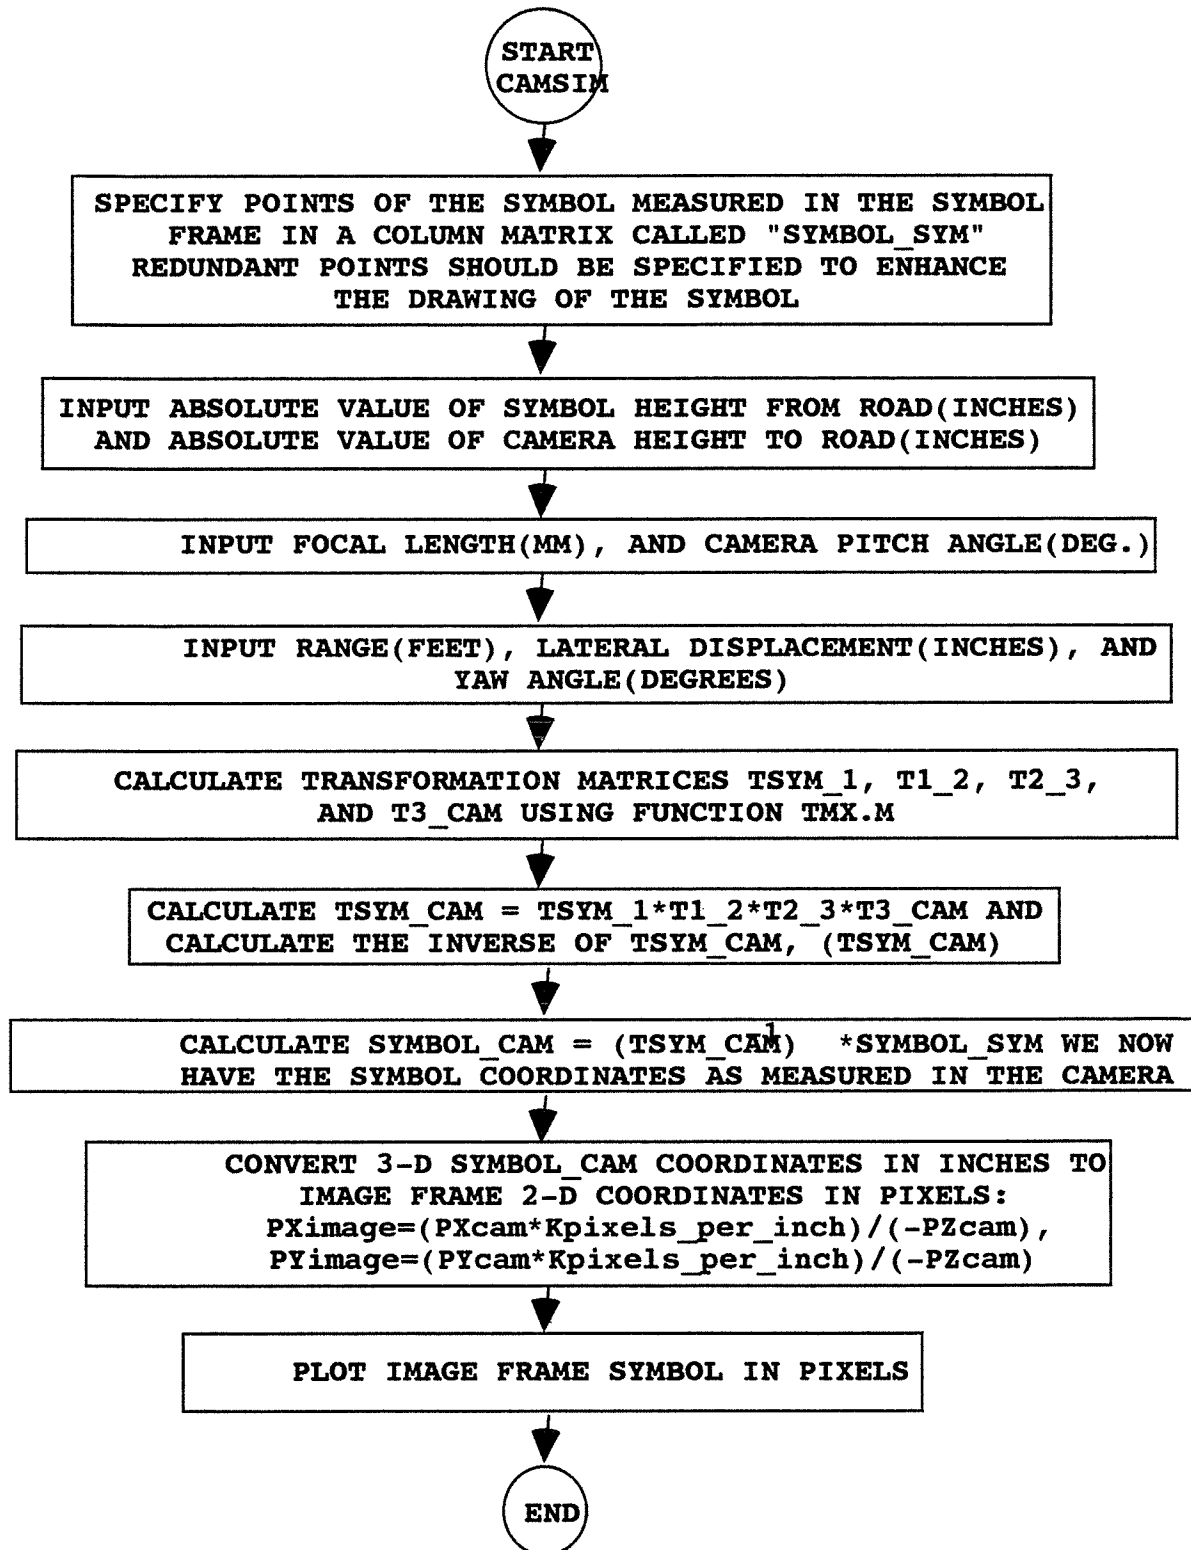 START
CAMSIM
SPECIFY POINTS OF THE SYMBOL MEASURED IN THE SYMBOL
FRAME IN A COLUMN MATRIX CALLED "SYMBOL_SYM"
REDUNDANT POINTS SHOULD BE SPECIFIED TO ENHANCE
THE DRAWING OF THE SYMBOL
INPUT ABSOLUTE VALUE OF SYMBOL HEIGHT FROM ROAD(INCHES)
AND ABSOLUTE VALUE OF CAMERA HEIGHT TO ROAD(INCHES)
INPUT FOCAL LENGTH(MM), AND CAMERA PITCH ANGLE(DEG.)
INPUT RANGE(FEET), LATERAL DISPLACEMENT(INCHES), AND
YAW ANGLE(DEGREES)
CALCULATE TRANSFORMATION MATRICES TSYM_1, T1_2, T2_3,
AND T3_CAM USING FUNCTION TMX.M
CALCULATE TSYM_CAM = TSYM_1*T1_2*T2_3*T3_CAM AND
CALCULATE THE INVERSE OF TSYM_CAM, (TSYM_CAM)
CALCULATE SYMBOL_CAM = (TSYM_CAM)-1 *SYMBOL_SYM WE NOW
HAVE THE SYMBOL COORDINATES AS MEASURED IN THE CAMERA
CONVERT 3-D SYMBOL_CAM COORDINATES IN INCHES TO
IMAGE FRAME 2-D COORDINATES IN PIXELS:
PXimage=(PXcam*Kpixels_per_inch)/(-PZcam),
PYimage=(PYcam*Kpixels_per_inch)/(-PZcam)
PLOT IMAGE FRAME SYMBOL IN PIXELS
END